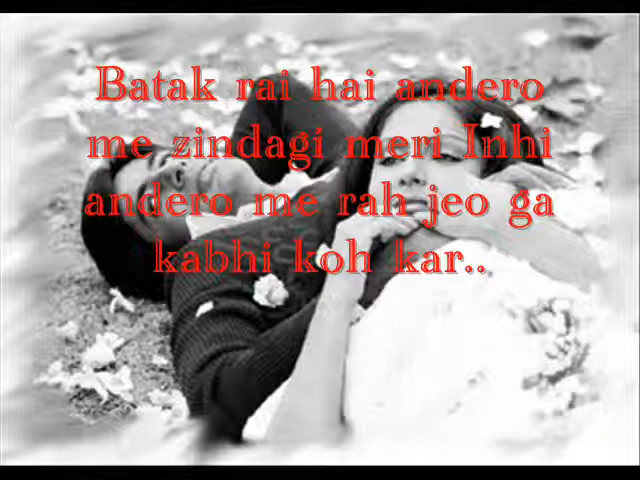 Batak rai hai andero
me zindagi meri Inhi
andero me rah jeo ga
kabhi koh kar..